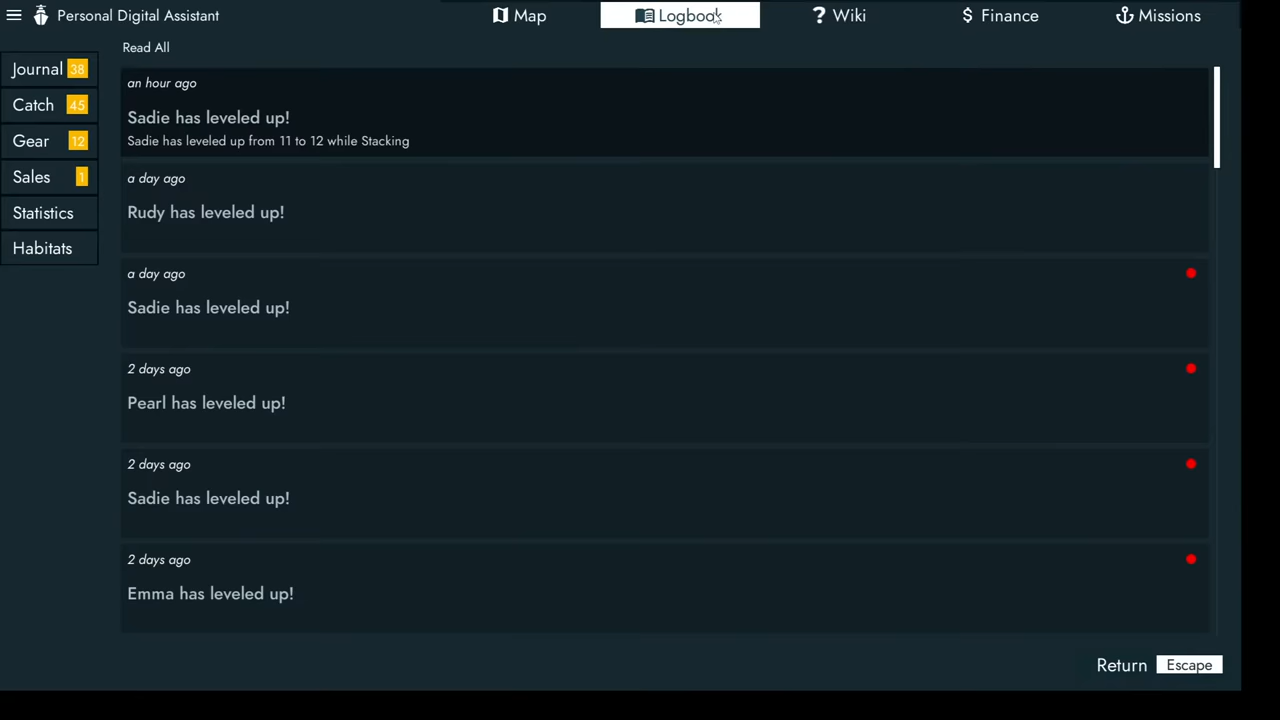 Personal Digital Assistant
Map
Logbook
? Wiki
$ Finance
Missions
Read All
Journal 38
Catch 45
Gear 12
Sales 1
Statistics
Habitats
an hour ago
Sadie has leveled up!
Sadie has leveled up from 11 to 12 while Stacking
a day ago
Rudy has leveled up!
a day ago
Sadie has leveled up!
2 days ago
Pearl has leveled up!
2 days ago
Sadie has leveled up!
2 days ago
Emma has leveled up!
Return Escape